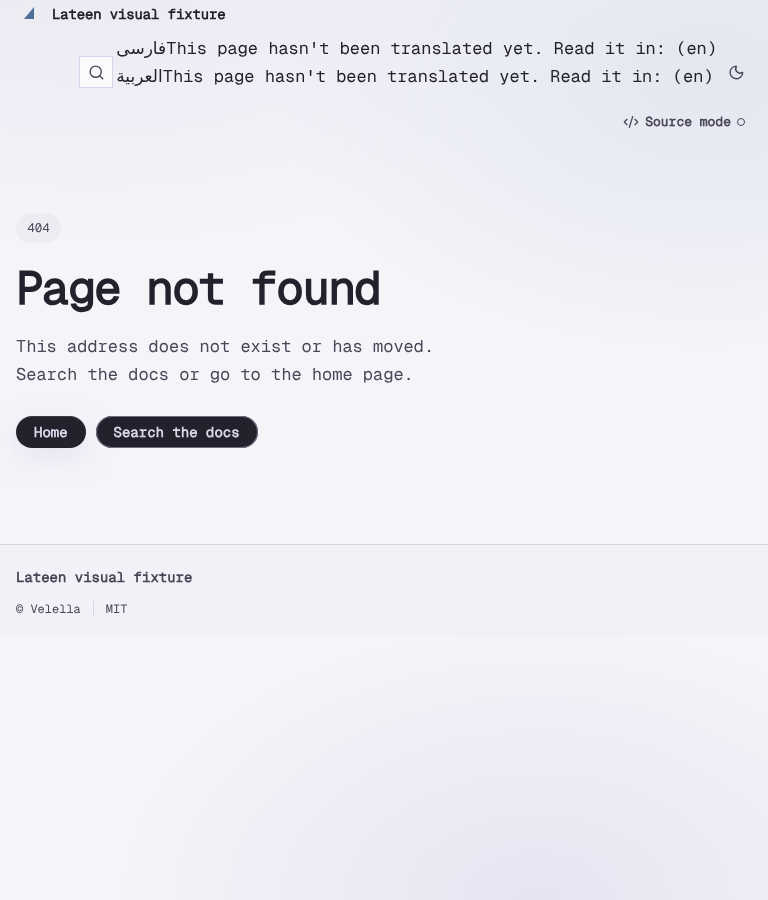 Lateen visual fixture
فارسیThis page hasn't been translated yet. Read it in: (en)
العربيةThis page hasn't been translated yet. Read it in: (en)
Source mode
404
Page not found
This address does not exist or has moved.
Search the docs or go to the home page.
Home
Search the docs
Lateen visual fixture
© Velella
MIT